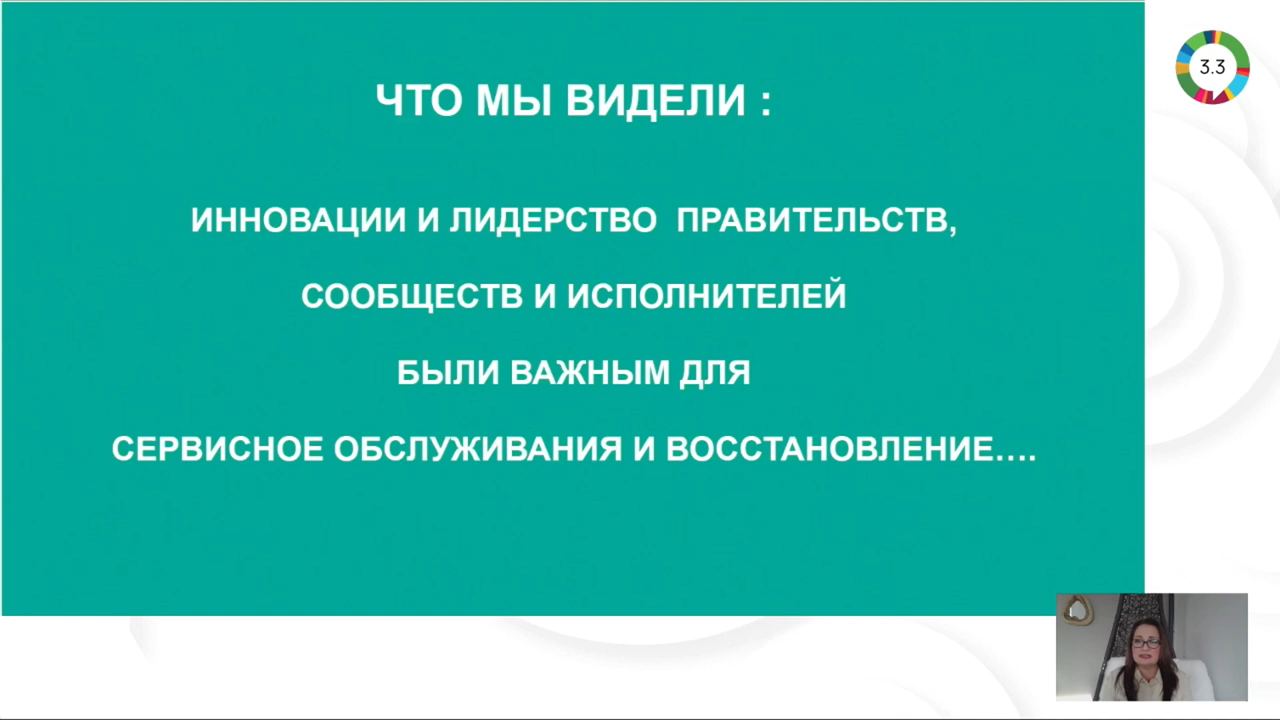 ЧТО МЫ ВИДЕЛИ :
3.3
ИННОВАЦИИ И ЛИДЕРСТВО ПРАВИТЕЛЬСТВ,
СООБЩЕСТВ И ИСПОЛНИТЕЛЕЙ
БЫЛИ ВАЖНЫМ ДЛЯ
СЕРВИСНОЕ ОБСЛУЖИВАНИЯ И ВОССТАНОВЛЕНИЕ....